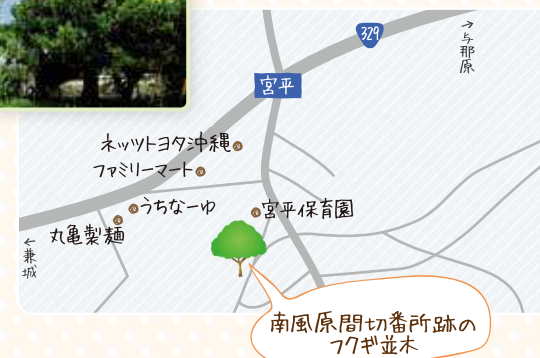 329
→
与那原
宮平
ネッツトヨタ沖縄
ファミリーマート
うちなーゆ
宮平保育園
丸亀製麺
←兼城
南風原間切番所跡の
フクギ並木